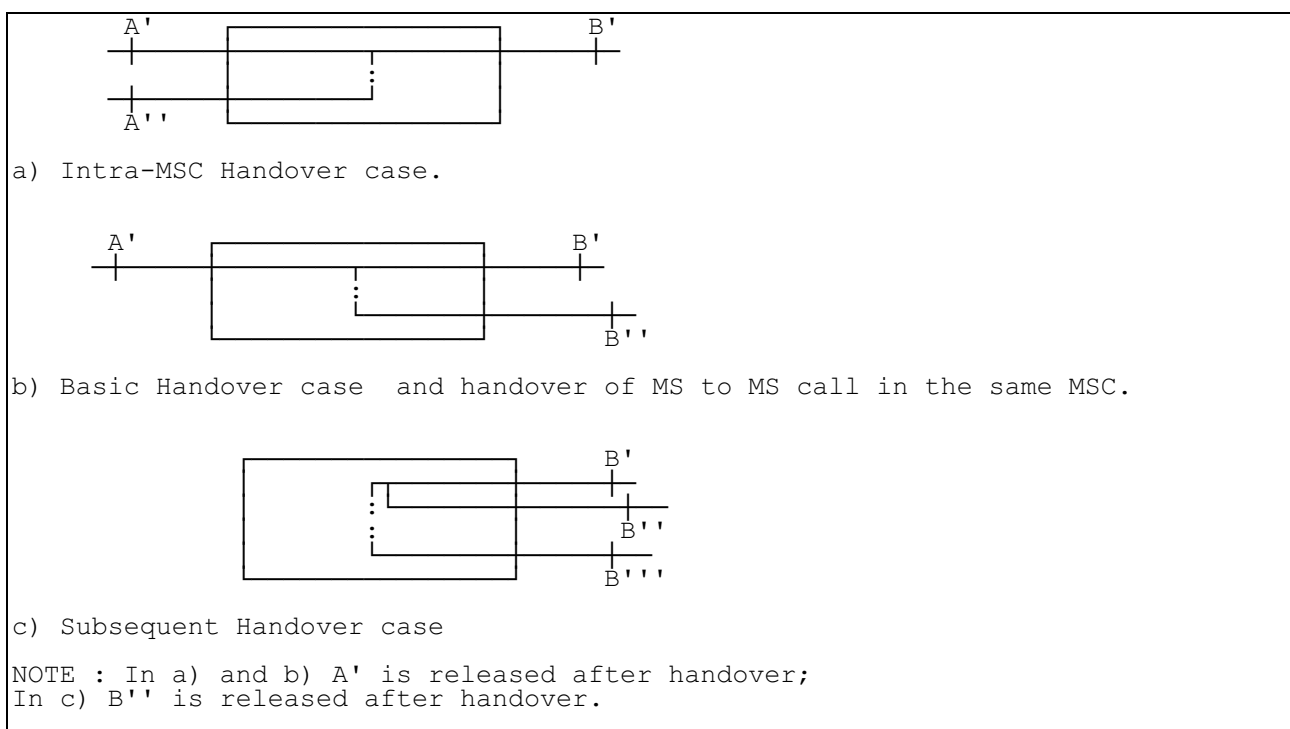 A' B'
A''
a) Intra-MSC Handover case.
A' B'
B''
b) Basic Handover case  and handover of MS to MS call in the same MSC.
B'
B''
B'''
c) Subsequent Handover case
NOTE : In a) and b) A' is released after handover;
In c) B'' is released after handover.